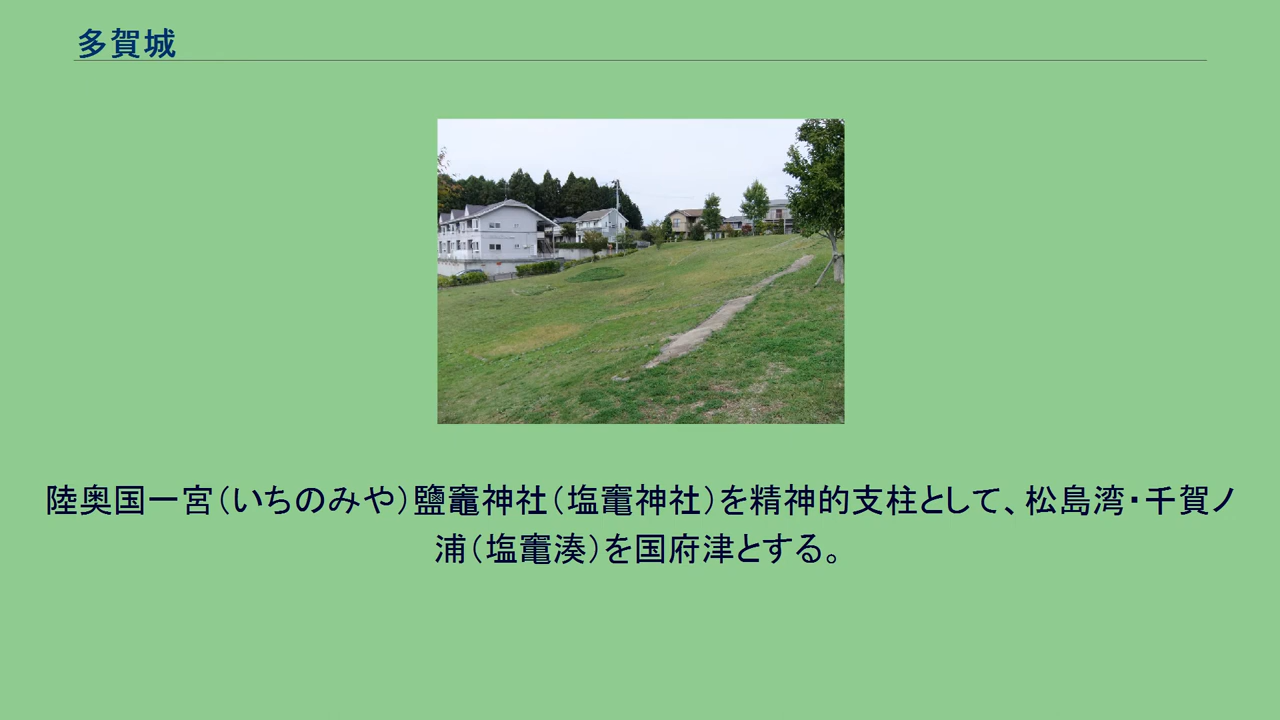 多賀城
陸奥国一宮（いちのみや）鹽竈神社（塩竃神社）を精神的支柱として、松島湾・千賀ノ
浦（塩竃湊）を国府津とする。